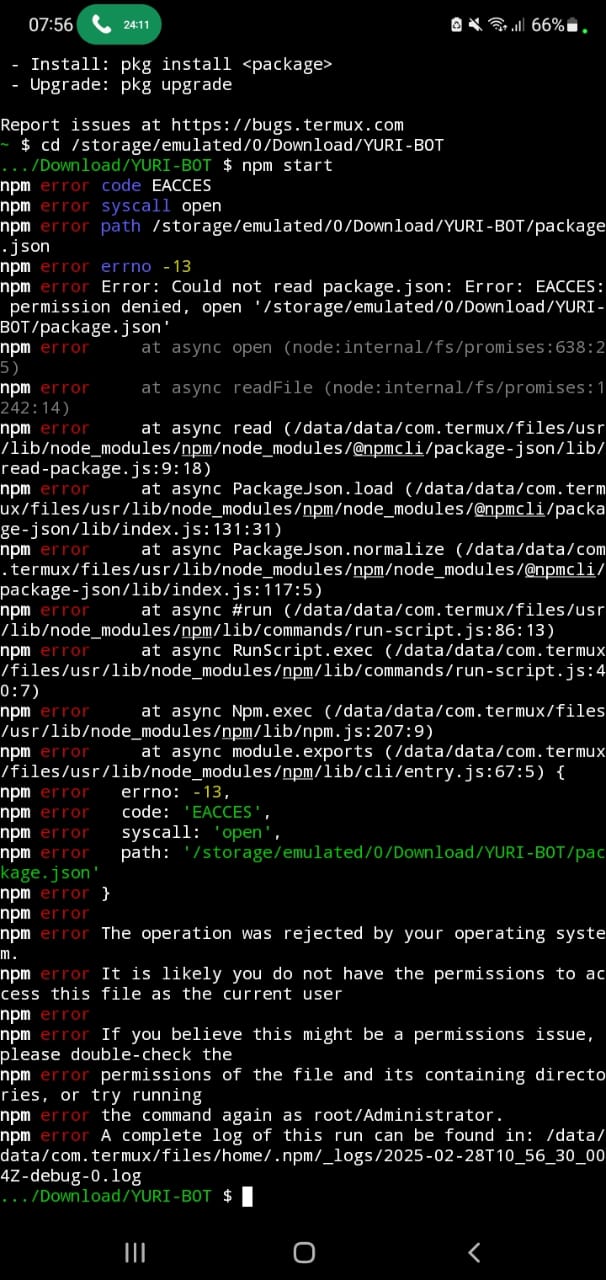 07:56 24:11 66%
- Install: pkg install <package>
- Upgrade: pkg upgrade
Report issues at https://bugs.termux.com
~ $ cd /storage/emulated/0/Download/YURI-BOT
.../Download/YURI-BOT $ npm start
npm error code EACCES
npm error syscall open
npm error path /storage/emulated/0/Download/YURI-BOT/package
.json
npm error errno -13
npm error Error: Could not read package.json: Error: EACCES:
permission denied, open '/storage/emulated/0/Download/YURI-
BOT/package.json'
npm error     at async open (node:internal/fs/promises:638:2
5)
npm error     at async readFile (node:internal/fs/promises:1
242:14)
npm error     at async read (/data/data/com.termux/files/usr
/lib/node_modules/npm/node_modules/@npmcli/package-json/lib/
read-package.js:9:18)
npm error     at async PackageJson.load (/data/data/com.term
ux/files/usr/lib/node_modules/npm/node_modules/@npmcli/packa
ge-json/lib/index.js:131:31)
npm error     at async PackageJson.normalize (/data/data/com
.termux/files/usr/lib/node_modules/npm/node_modules/@npmcli/
package-json/lib/index.js:117:5)
npm error     at async #run (/data/data/com.termux/files/usr
/lib/node_modules/npm/lib/commands/run-script.js:86:13)
npm error     at async RunScript.exec (/data/data/com.termux
/files/usr/lib/node_modules/npm/lib/commands/run-script.js:4
0:7)
npm error     at async Npm.exec (/data/data/com.termux/files
/usr/lib/node_modules/npm/lib/npm.js:207:9)
npm error     at async module.exports (/data/data/com.termux
/files/usr/lib/node_modules/npm/lib/cli/entry.js:67:5) {
npm error   errno: -13,
npm error   code: 'EACCES',
npm error   syscall: 'open',
npm error   path: '/storage/emulated/0/Download/YURI-BOT/pac
kage.json'
npm error }
npm error
npm error The operation was rejected by your operating syste
m.
npm error It is likely you do not have the permissions to ac
cess this file as the current user
npm error
npm error If you believe this might be a permissions issue,
please double-check the
npm error permissions of the file and its containing directo
ries, or try running
npm error the command again as root/Administrator.
npm error A complete log of this run can be found in: /data/
data/com.termux/files/home/.npm/_logs/2025-02-28T10_56_30_00
4Z-debug-0.log
.../Download/YURI-BOT $